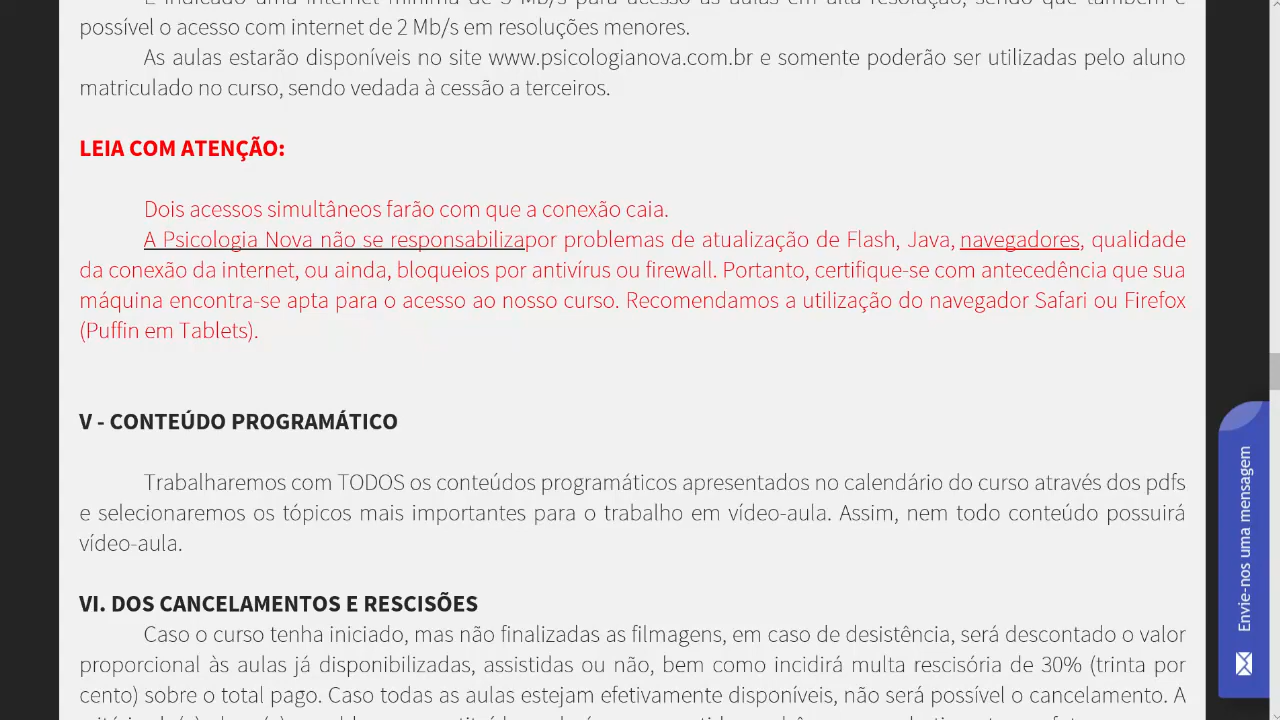 possível o acesso com internet de 2 Mb/s em resoluções menores.
As aulas estarão disponíveis no site www.psicologianova.com.br e somente poderão ser utilizadas pelo aluno
matriculado no curso, sendo vedada à cessão a terceiros.
LEIA COM ATENÇÃO:
Dois acessos simultâneos farão com que a conexão caia.
A Psicologia Nova não se responsabilizapor problemas de atualização de Flash, Java, navegadores, qualidade
da conexão da internet, ou ainda, bloqueios por antivírus ou firewall. Portanto, certifique-se com antecedência que sua
máquina encontra-se apta para o acesso ao nosso curso. Recomendamos a utilização do navegador Safari ou Firefox
(Puffin em Tablets).
V - CONTEÚDO PROGRAMÁTICO
Trabalharemos com TODOS os conteúdos programáticos apresentados no calendário do curso através dos pdfs
e selecionaremos os tópicos mais importantes para o trabalho em vídeo-aula. Assim, nem todo conteúdo possuirá
vídeo-aula.
VI. DOS CANCELAMENTOS E RESCISÕES
Caso o curso tenha iniciado, mas não finalizadas as filmagens, em caso de desistência, será descontado o valor
proporcional às aulas já disponibilizadas, assistidas ou não, bem como incidirá multa rescisória de 30% (trinta por
cento) sobre o total pago. Caso todas as aulas estejam efetivamente disponíveis, não será possível o cancelamento. A
Envie-nos uma mensagem